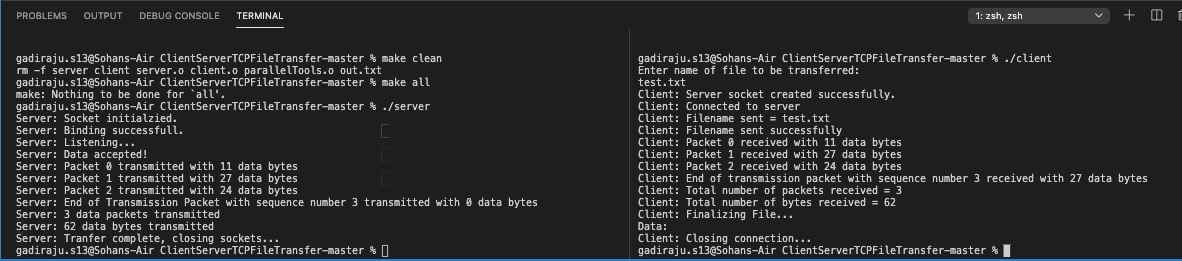 PROBLEMS OUTPUT DEBUG CONSOLE TERMINAL
1: zsh, zsh
gadiraju.s13@Sohans-Air ClientServerTCPFileTransfer-master % make clean
rm -f server client server.o client.o parallelTools.o out.txt
gadiraju.s13@Sohans-Air ClientServerTCPFileTransfer-master % make all
make: Nothing to be done for `all'.
gadiraju.s13@Sohans-Air ClientServerTCPFileTransfer-master % ./server
Server: Socket initialzied.
Server: Binding successfull.
Server: Listening...
Server: Data accepted!
Server: Packet 0 transmitted with 11 data bytes
Server: Packet 1 transmitted with 27 data bytes
Server: Packet 2 transmitted with 24 data bytes
Server: End of Transmission Packet with sequence number 3 transmitted with 0 data bytes
Server: 3 data packets transmitted
Server: 62 data bytes transmitted
Server: Tranfer complete, closing sockets...
gadiraju.s13@Sohans-Air ClientServerTCPFileTransfer-master %
gadiraju.s13@Sohans-Air ClientServerTCPFileTransfer-master % ./client
Enter name of file to be transferred:
test.txt
Client: Server socket created successfully.
Client: Connected to server
Client: Filename sent = test.txt
Client: Filename sent successfully
Client: Packet 0 received with 11 data bytes
Client: Packet 1 received with 27 data bytes
Client: Packet 2 received with 24 data bytes
Client: End of transmission packet with sequence number 3 received with 27 data bytes
Client: Total number of packets received = 3
Client: Total number of bytes received = 62
Client: Finalizing File...
Data:
Client: Closing connection...
gadiraju.s13@Sohans-Air ClientServerTCPFileTransfer-master %